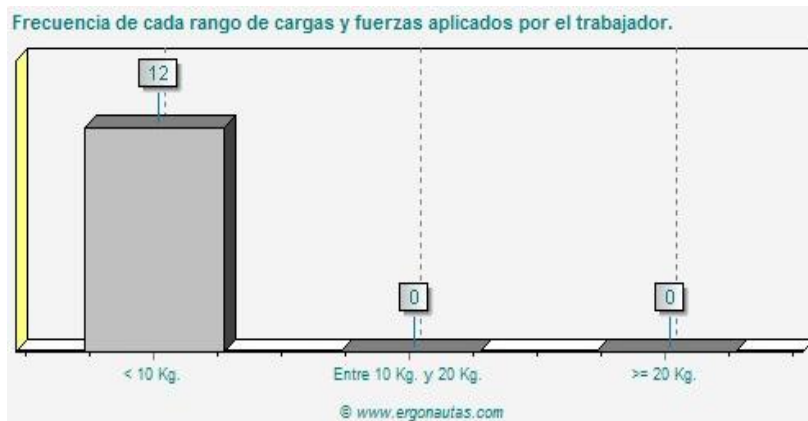 Frecuencia de cada rango de cargas y fuerzas aplicados por el trabajador.
12
0
0
< 10 Kg.
Entre 10 Kg. y 20 Kg.
>= 20 Kg.
© www.ergonautas.com